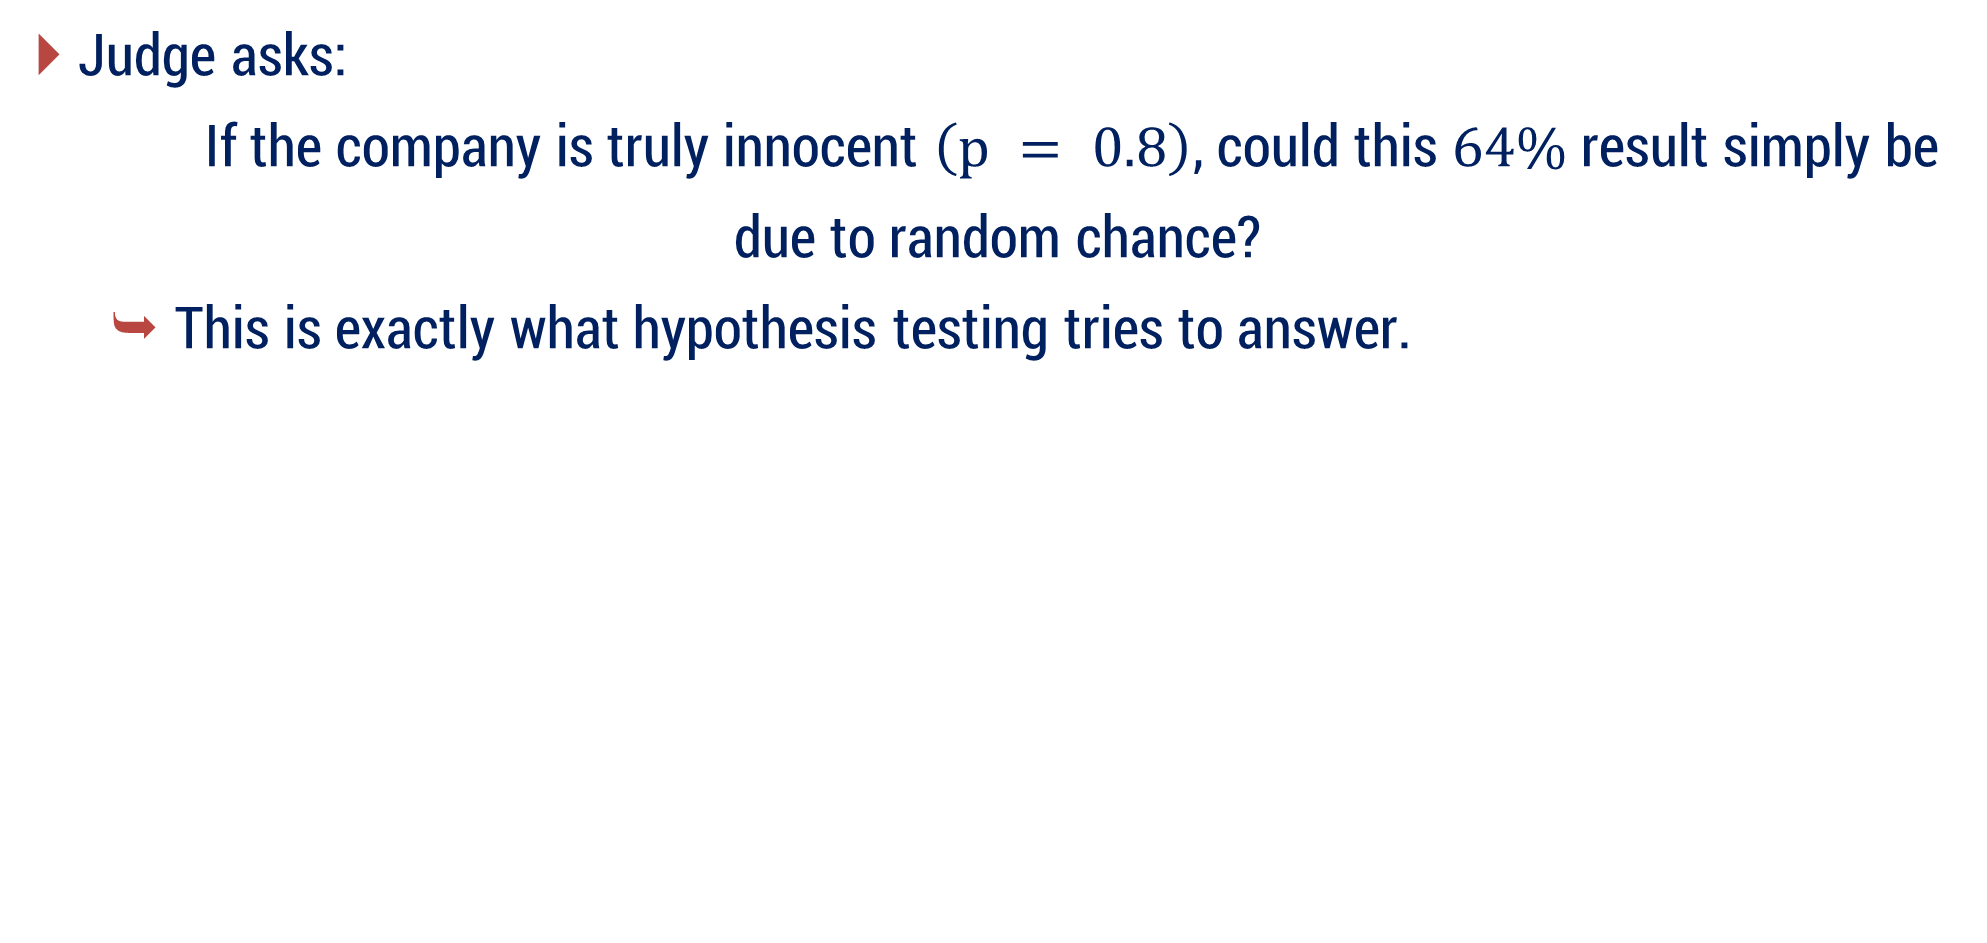 Judge asks:
If the company is truly innocent (p = 0.8), could this 64% result simply be
due to random chance?
This is exactly what hypothesis testing tries to answer.